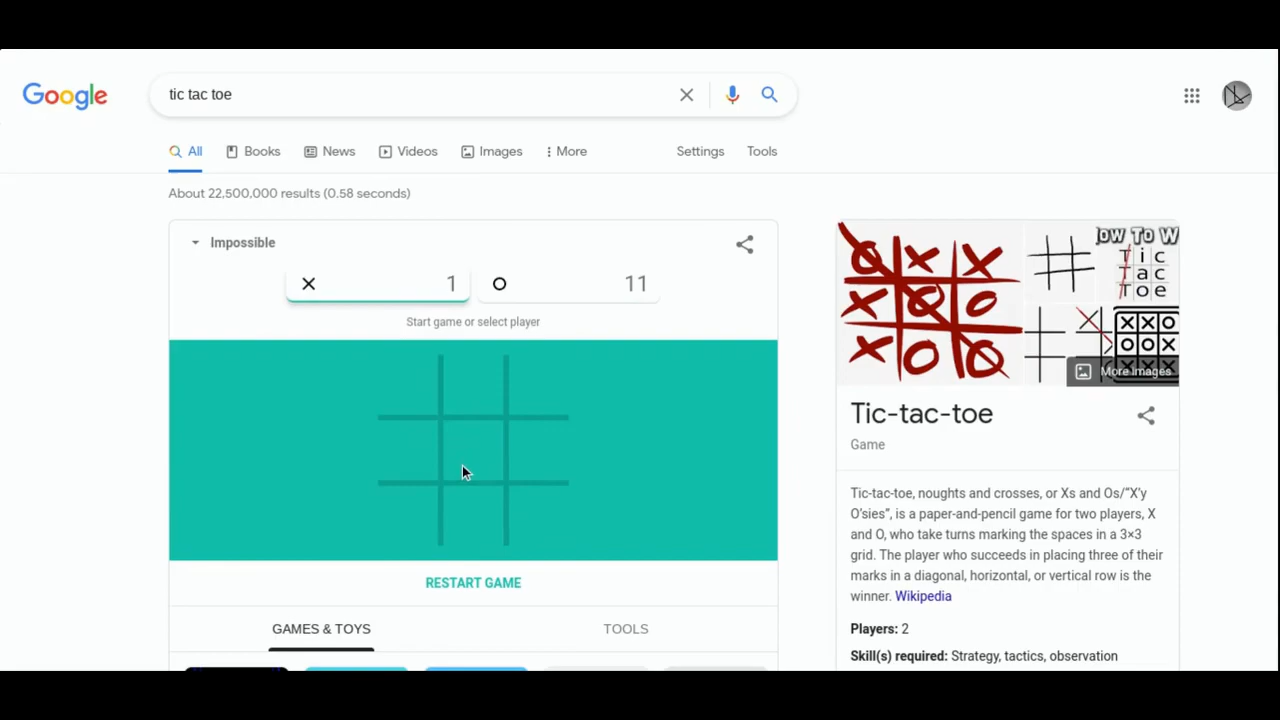 Google
tic tac toe
All
Books
News
Videos
Images
More
Settings
Tools
About 22,500,000 results (0.58 seconds)
Impossible
1
11
Start game or select player
RESTART GAME
GAMES & TOYS
TOOLS
OW TO W
Tic
Tac
Toe
More images
Tic-tac-toe
Game
Tic-tac-toe, noughts and crosses, or Xs and Os/“X’y
O’sies”, is a paper-and-pencil game for two players, X
and O, who take turns marking the spaces in a 3×3
grid. The player who succeeds in placing three of their
marks in a diagonal, horizontal, or vertical row is the
winner. Wikipedia
Players: 2
Skill(s) required: Strategy, tactics, observation